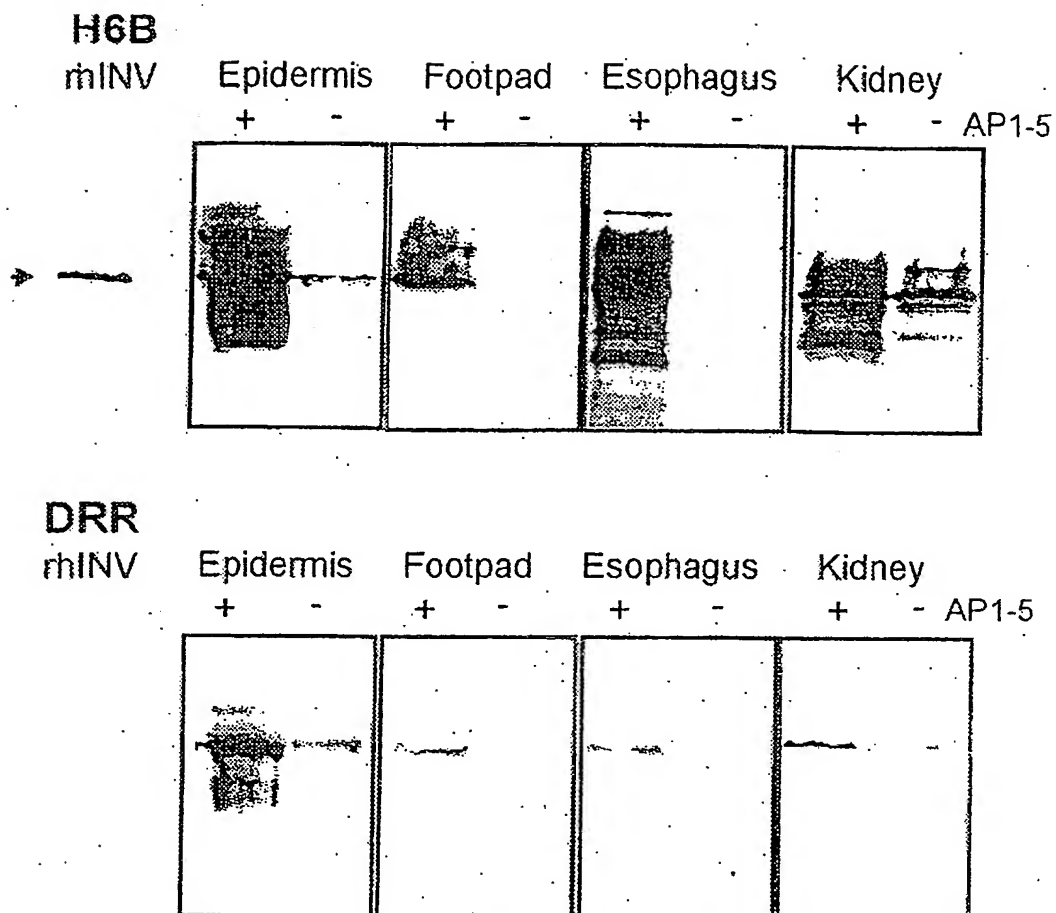 H6B
rhINV Epidermis Footpad Esophagus Kidney
+ - + - + - + - AP1-5
DRR
rhINV Epidermis Footpad Esophagus Kidney
+ - + - + - + - AP1-5